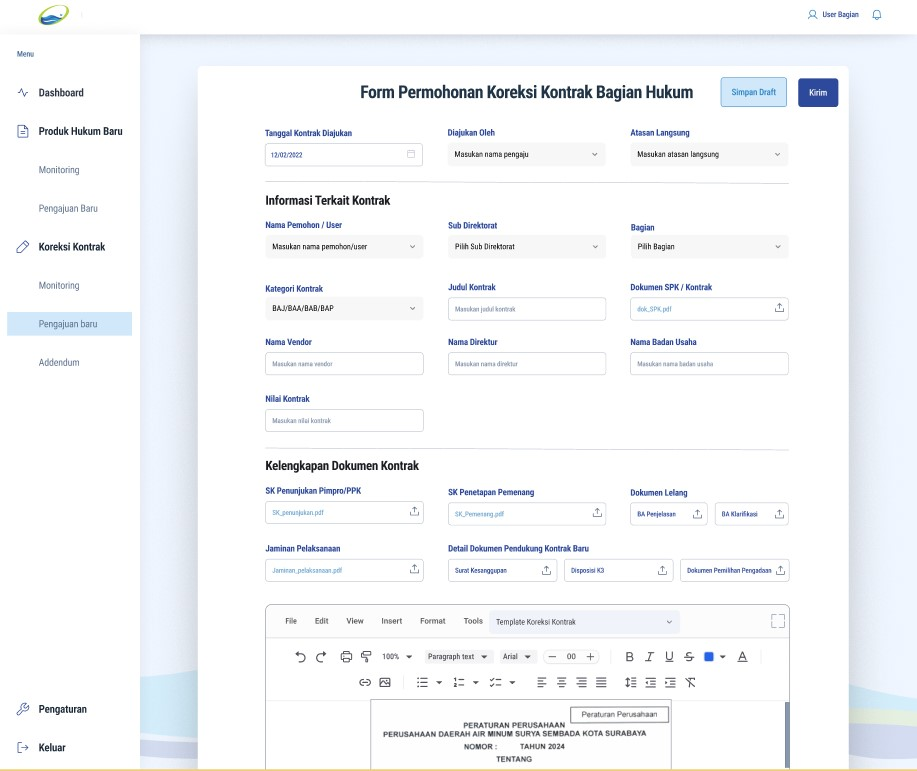 User Bagian
Menu
Dashboard
Produk Hukum Baru
Monitoring
Pengajuan Baru
Koreksi Kontrak
Monitoring
Pengajuan baru
Addendum
Pengaturan
Keluar
Form Permohonan Koreksi Kontrak Bagian Hukum
Simpan Draft
Kirim
Tanggal Kontrak Diajukan
Diajukan Oleh
Atasan Langsung
12/02/2022
Masukan nama pengaju
Masukan atasan langsung
Informasi Terkait Kontrak
Nama Pemohon / User
Sub Direktorat
Bagian
Masukan nama pemohon/user
Pilih Sub Direktorat
Pilih Bagian
Kategori Kontrak
Judul Kontrak
Dokumen SPK / Kontrak
BAJ/BAA/BAB/BAP
Masukan judul kontrak
dok_SPK.pdf
Nama Vendor
Nama Direktur
Nama Badan Usaha
Masukan nama vendor
Masukan nama direktur
Masukan nama badan usaha
Nilai Kontrak
Masukan nilai kontrak
Kelengkapan Dokumen Kontrak
SK Penunjukan Pimpro/PPK
SK Penetapan Pemenang
Dokumen Lelang
SK_penunjukan.pdf
SK_Pemenang.pdf
BA Penjelasan
BA Klarifikasi
Jaminan Pelaksanaan
Detail Dokumen Pendukung Kontrak Baru
Jaminan_pelaksanaan.pdf
Surat Kesanggupan
Disposisi K3
Dokumen Pemilihan Pengadaan
File Edit View Insert Format Tools Template Koreksi Kontrak
100% Paragraph text Arial 00 B I U S A
Peraturan Perusahaan
PERATURAN PERUSAHAAN
PERUSAHAAN DAERAH AIR MINUM SURYA SEMBADA KOTA SURABAYA
NOMOR : TAHUN 2024
TENTANG